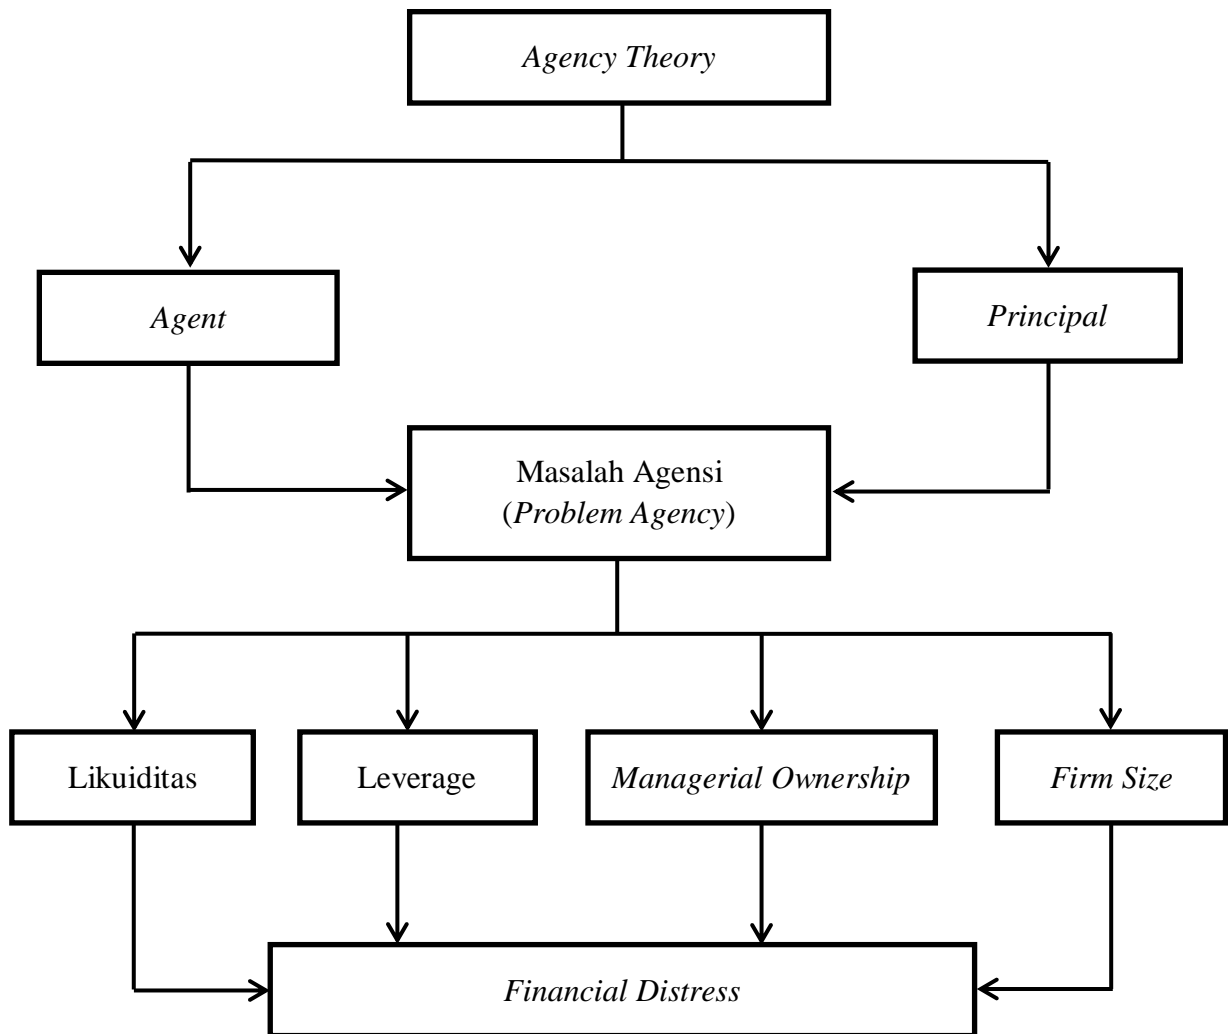 Agency Theory
Agent
Principal
Masalah Agensi
(Problem Agency)
Likuiditas
Leverage
Managerial Ownership
Firm Size
Financial Distress